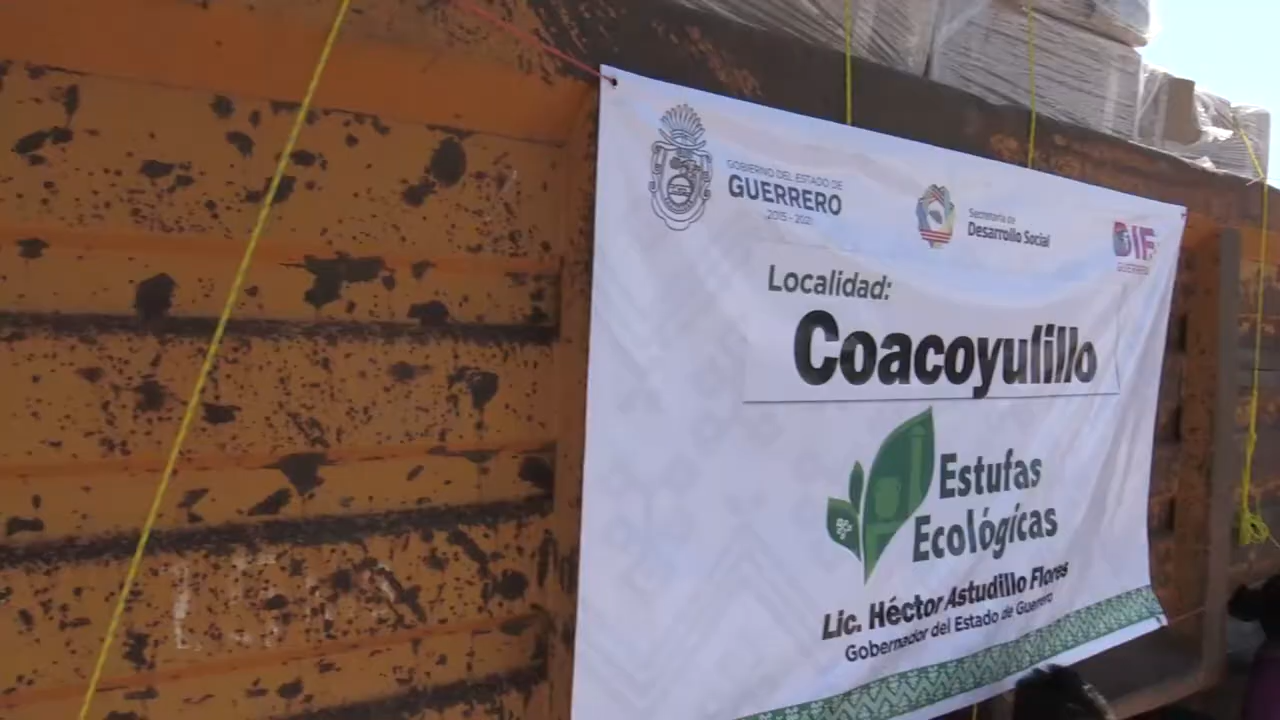 GOBIERNO DEL ESTADO DE
GUERRERO
2015 - 2021
Secretaría de
Desarrollo Social
DIF
GUERRERO
Localidad:
Coacoyulillo
Estufas
Ecológicas
Lic. Héctor Astudillo Flores
Gobernador del Estado de Guerrero